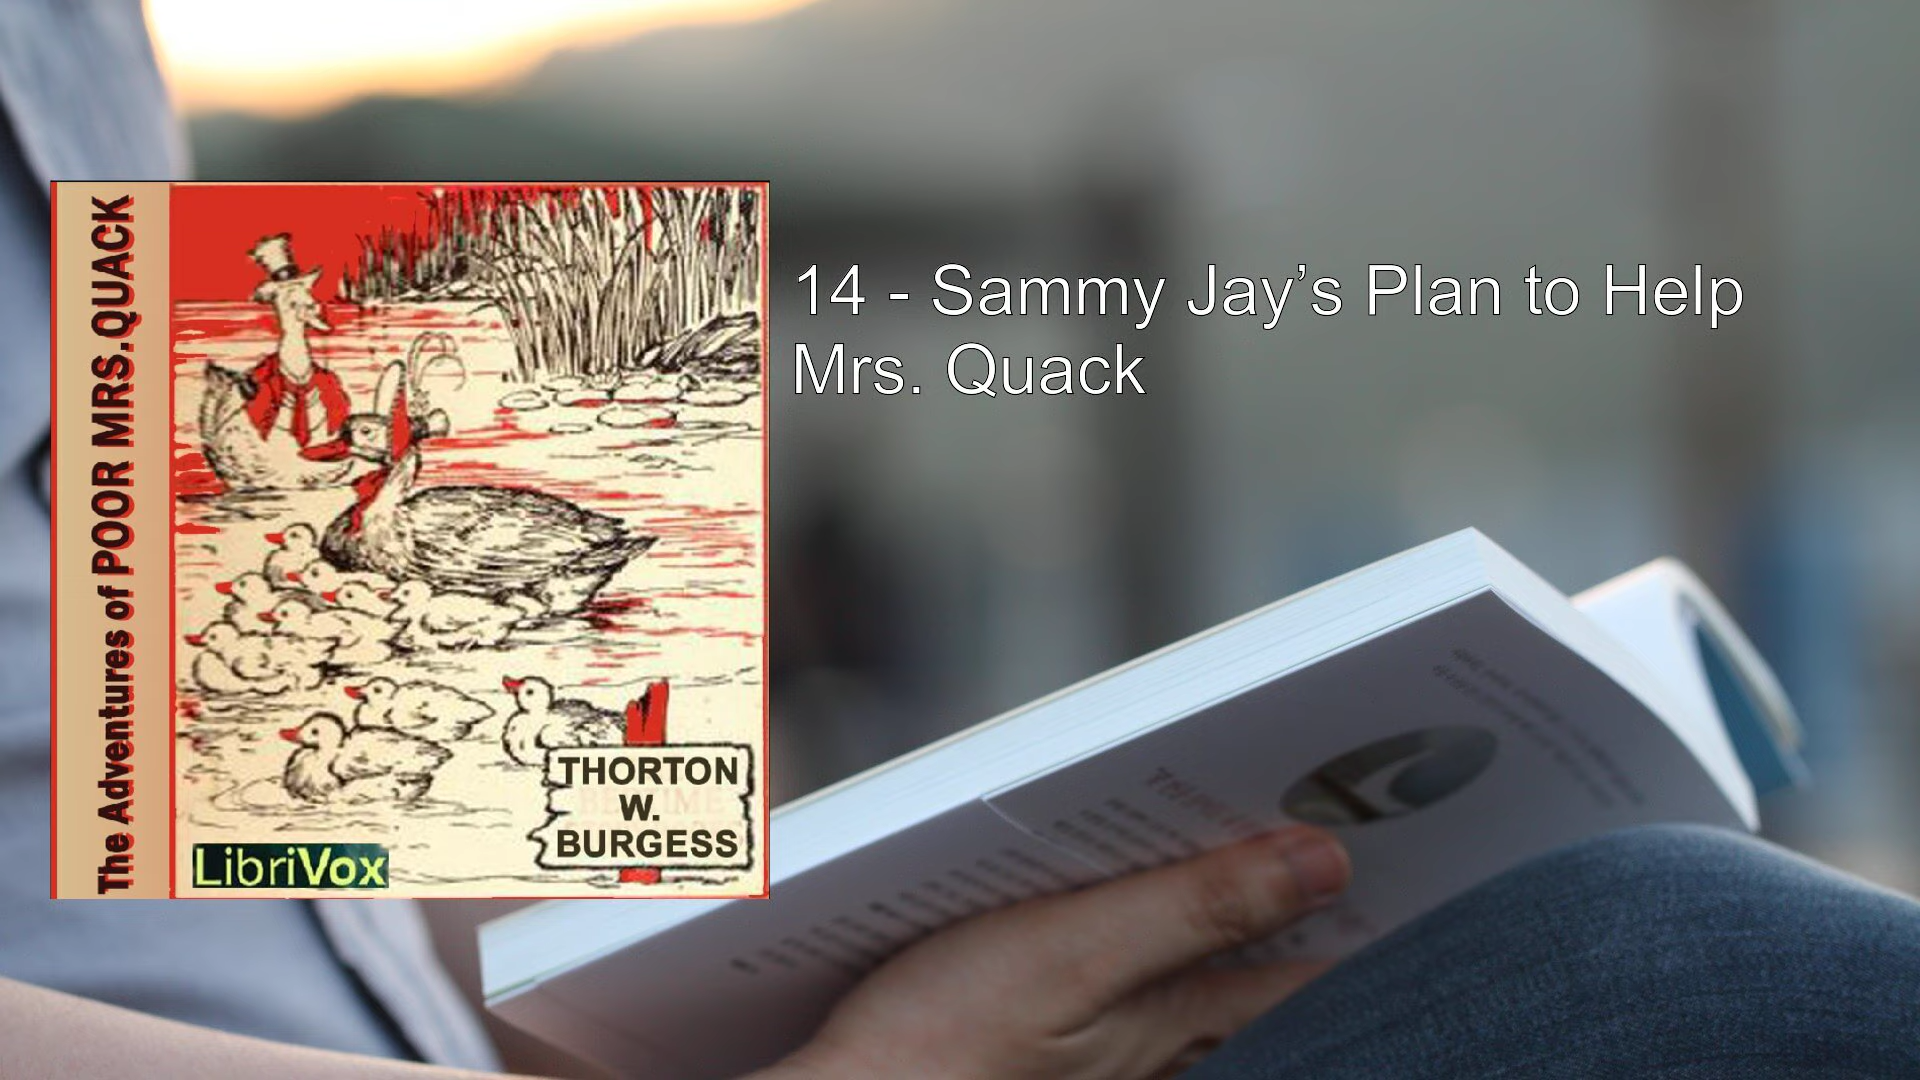 The Adventures of POOR MRS.QUACK
THORTON
W.
BURGESS
LibriVox
14 - Sammy Jay’s Plan to Help
Mrs. Quack